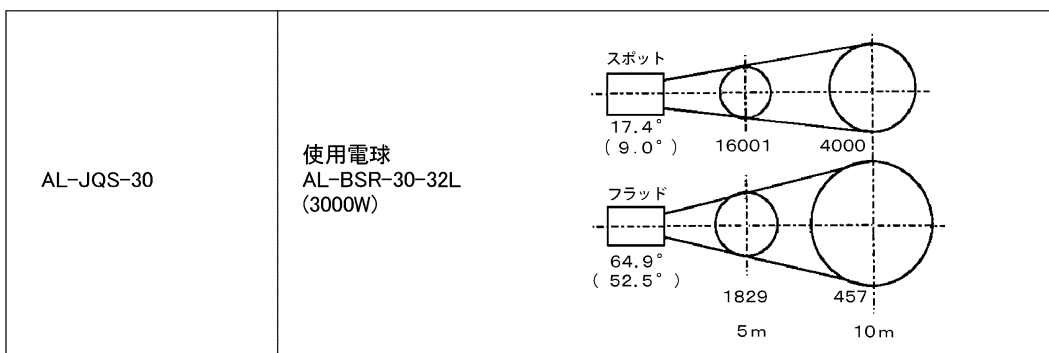 AL-JQS-30
使用電球
AL-BSR-30-32L
(3000W)
スポット
17.4°
( 9.0° )
16001
4000
フラッド
64.9°
( 52.5° )
1829
457
5m
10m